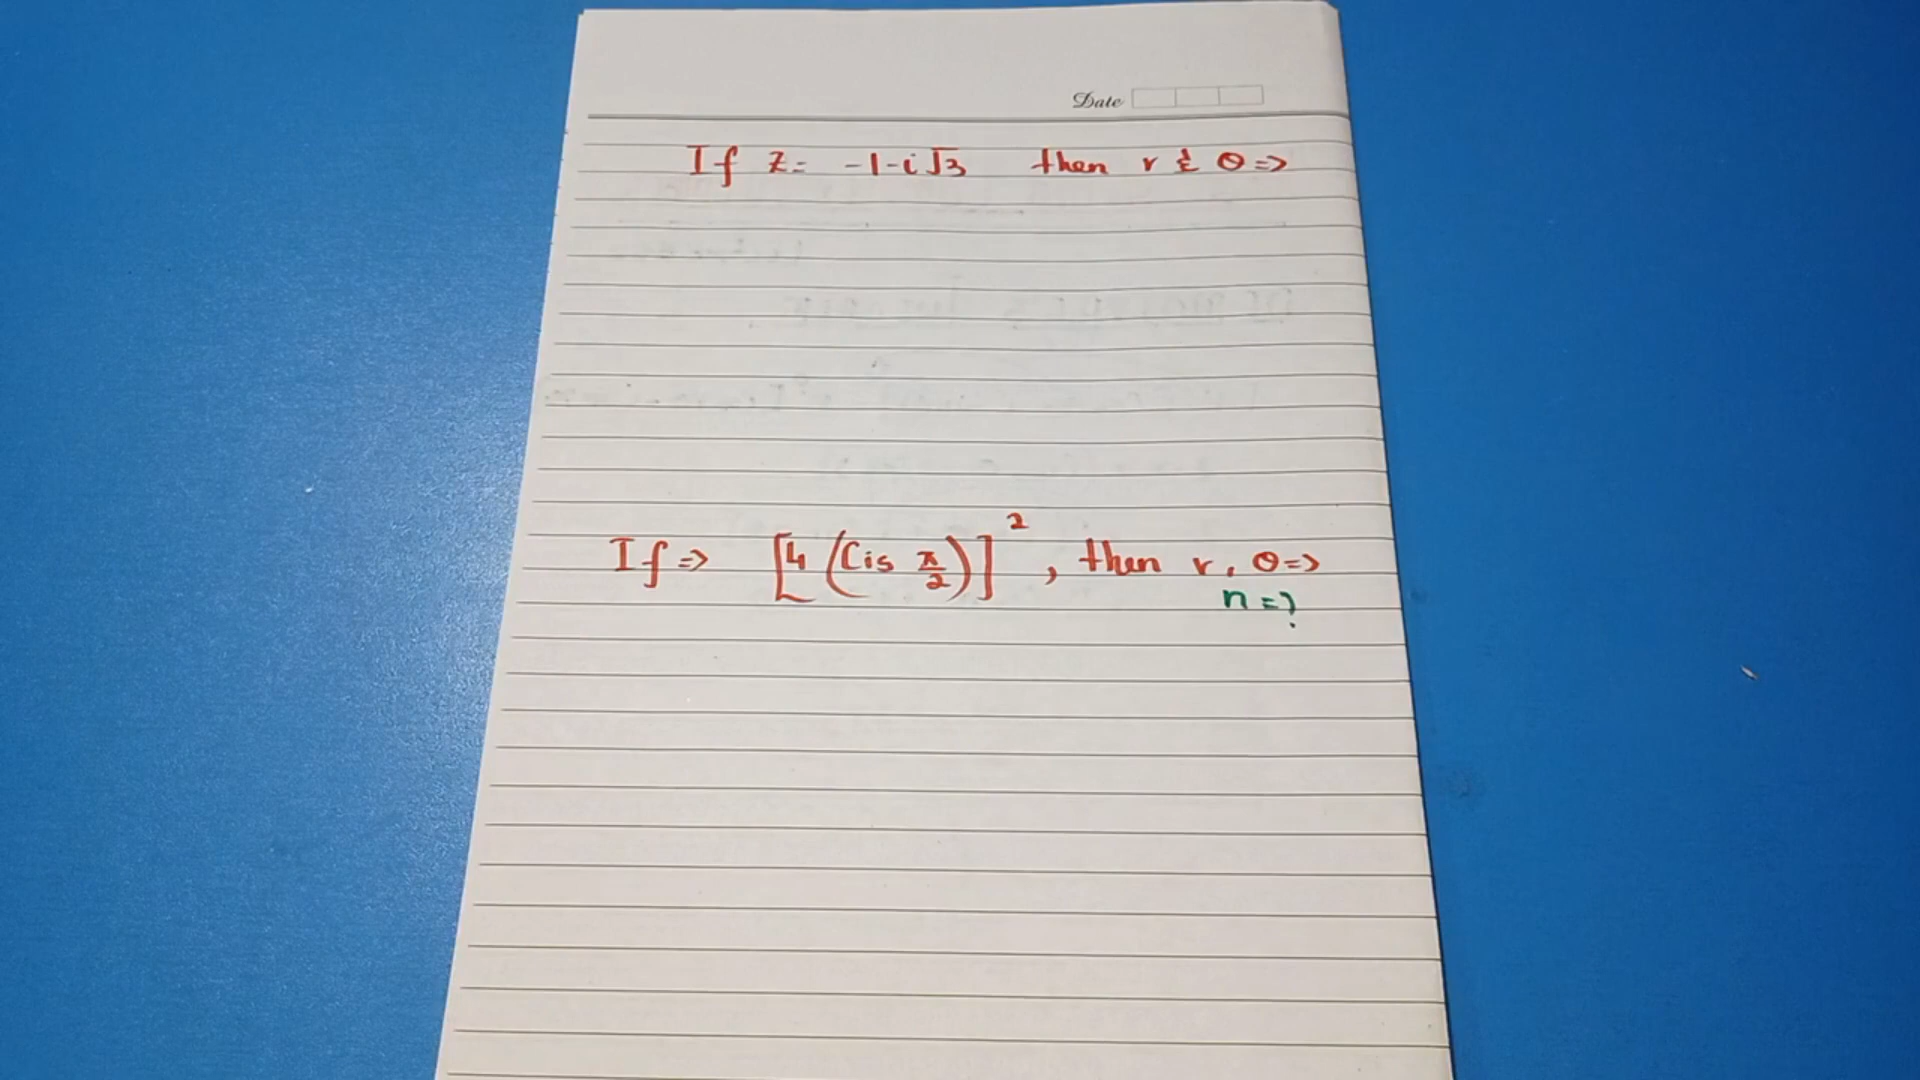 Date
If z = -1-i√3 then r & θ =>
If => [4 (Cis π/2)]², then r, θ =>
n = ?